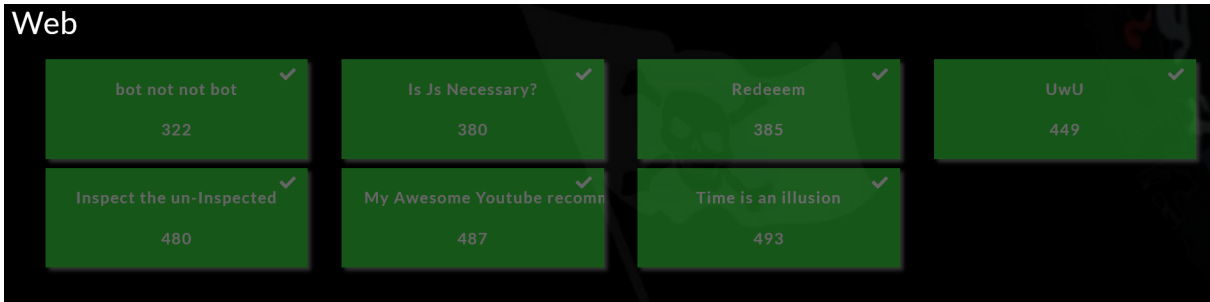 Web
bot not not bot
322
Is Js Necessary?
380
Redeeem
385
UwU
449
Inspect the un-Inspected
480
My Awesome Youtube recom
487
Time is an illusion
493